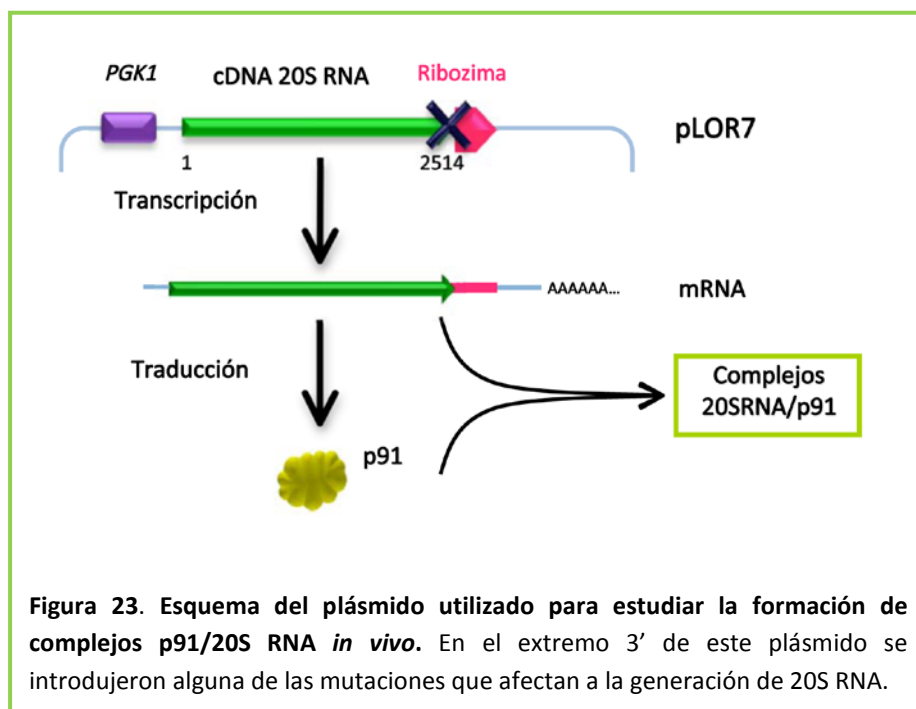 PGK1
cDNA 20S RNA
Ribozima
pLOR7
1
2514
Transcripción
AAAAAA...
mRNA
Traducción
p91
Complejos
20SRNA/p91
Figura 23. Esquema del plásmido utilizado para estudiar la formación de
complejos p91/20S RNA in vivo. En el extremo 3’ de este plásmido se
introdujeron alguna de las mutaciones que afectan a la generación de 20S RNA.